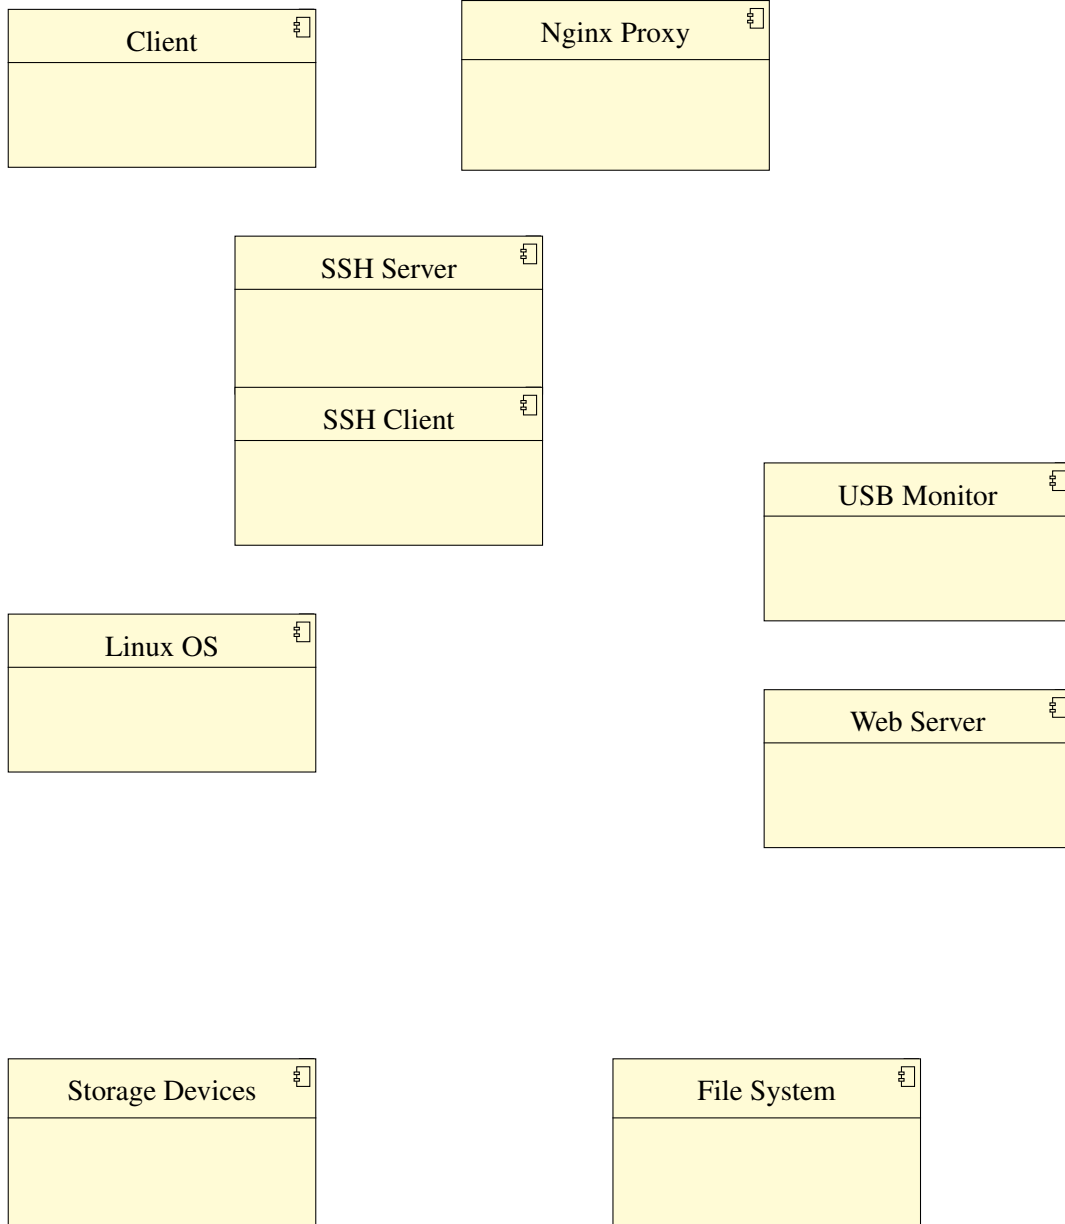 Client
Nginx Proxy
SSH Server
SSH Client
USB Monitor
Linux OS
Web Server
Storage Devices
File System